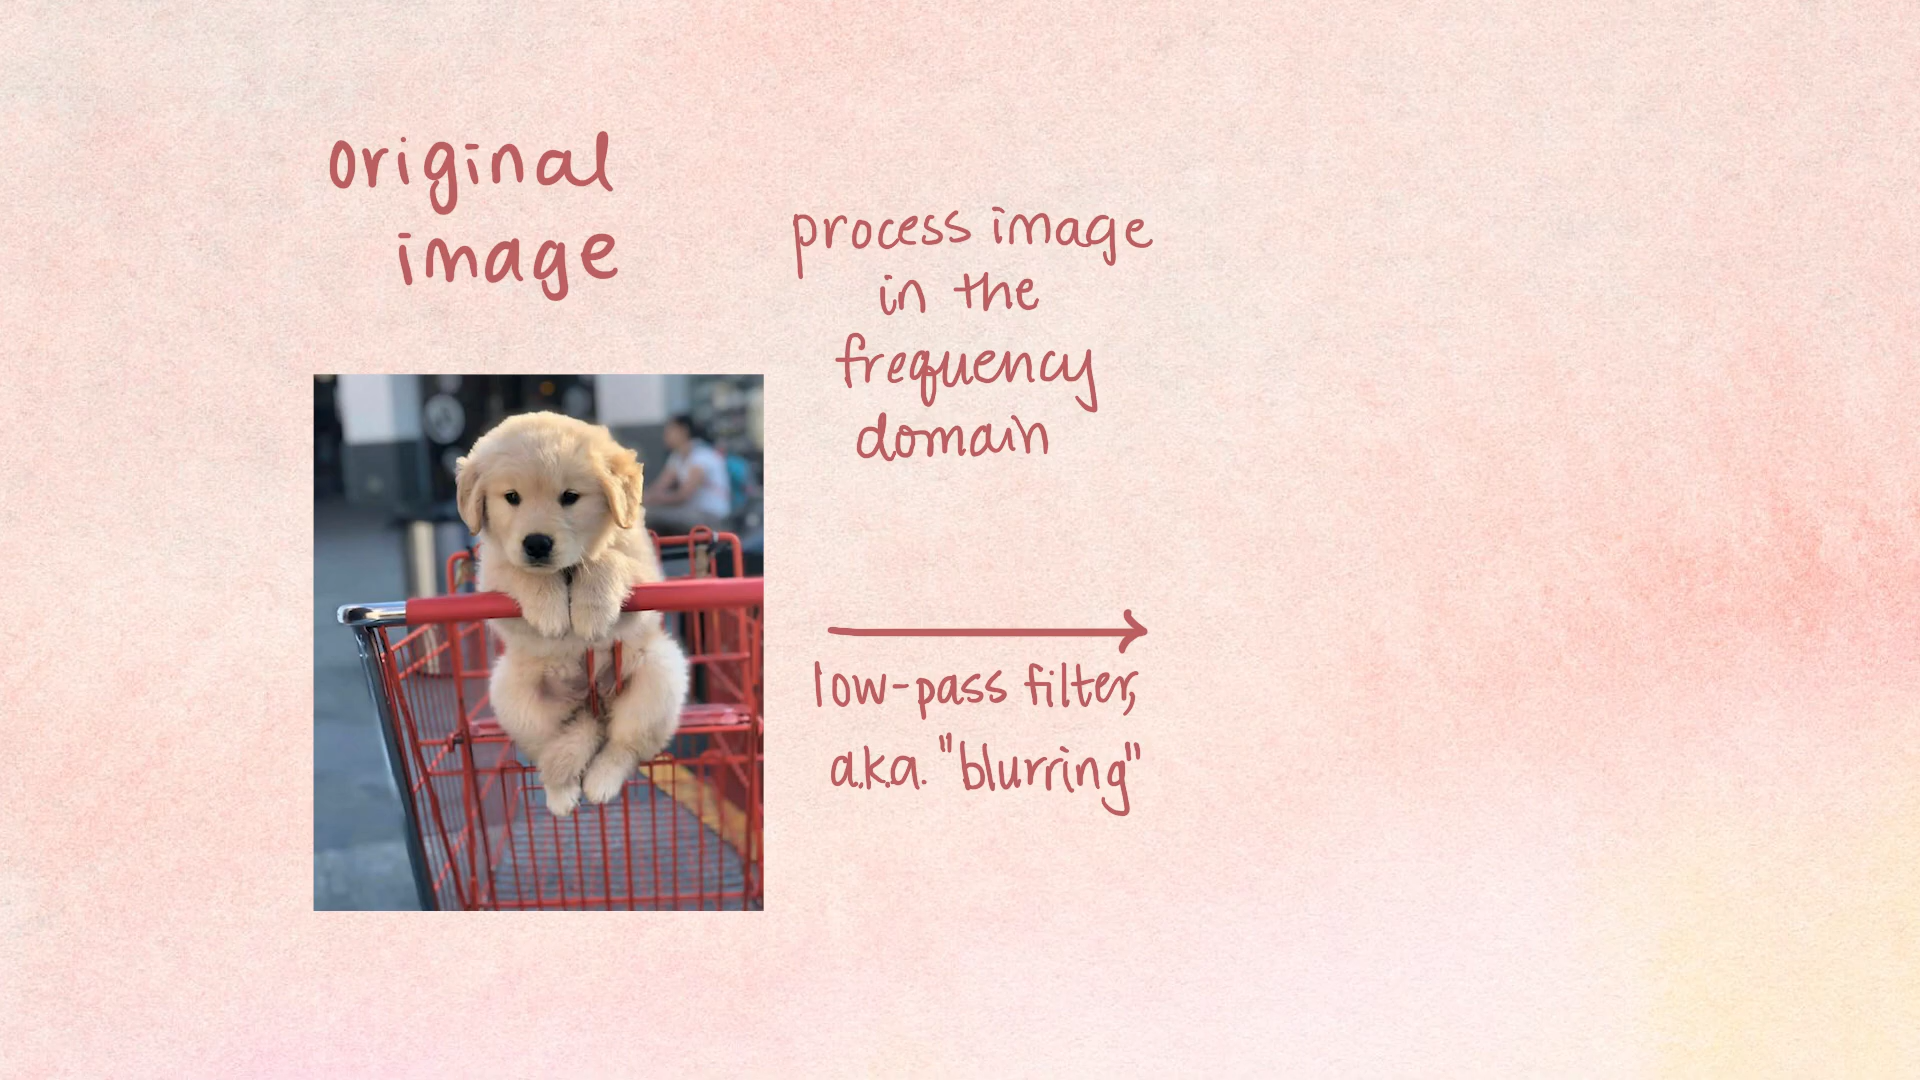 original
image
process image
in the
frequency
domain
low-pass filter,
a.k.a. "blurring"